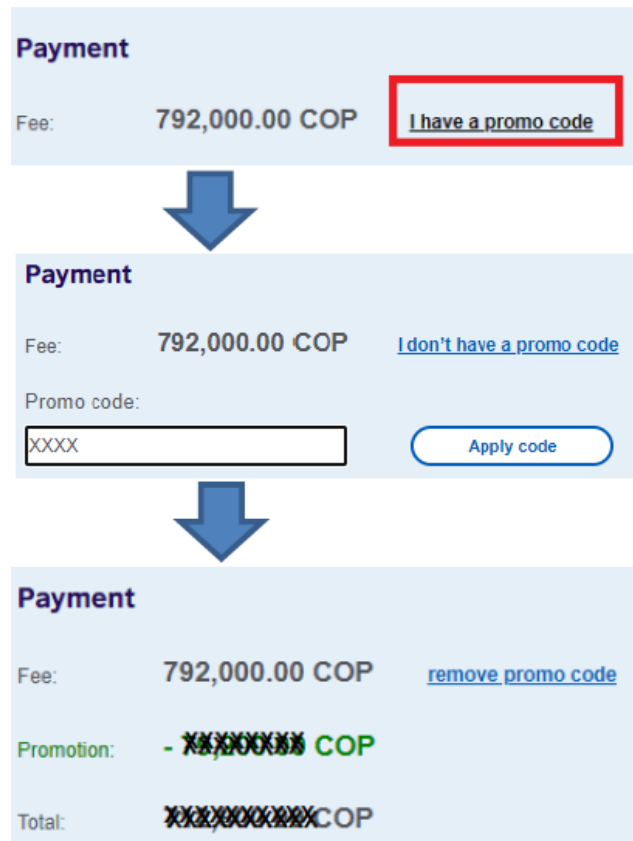 Payment
Fee: 792,000.00 COP I have a promo code
Payment
Fee: 792,000.00 COP I don't have a promo code
Promo code:
XXXX Apply code
Payment
Fee: 792,000.00 COP remove promo code
Promotion: - COP
Total: COP